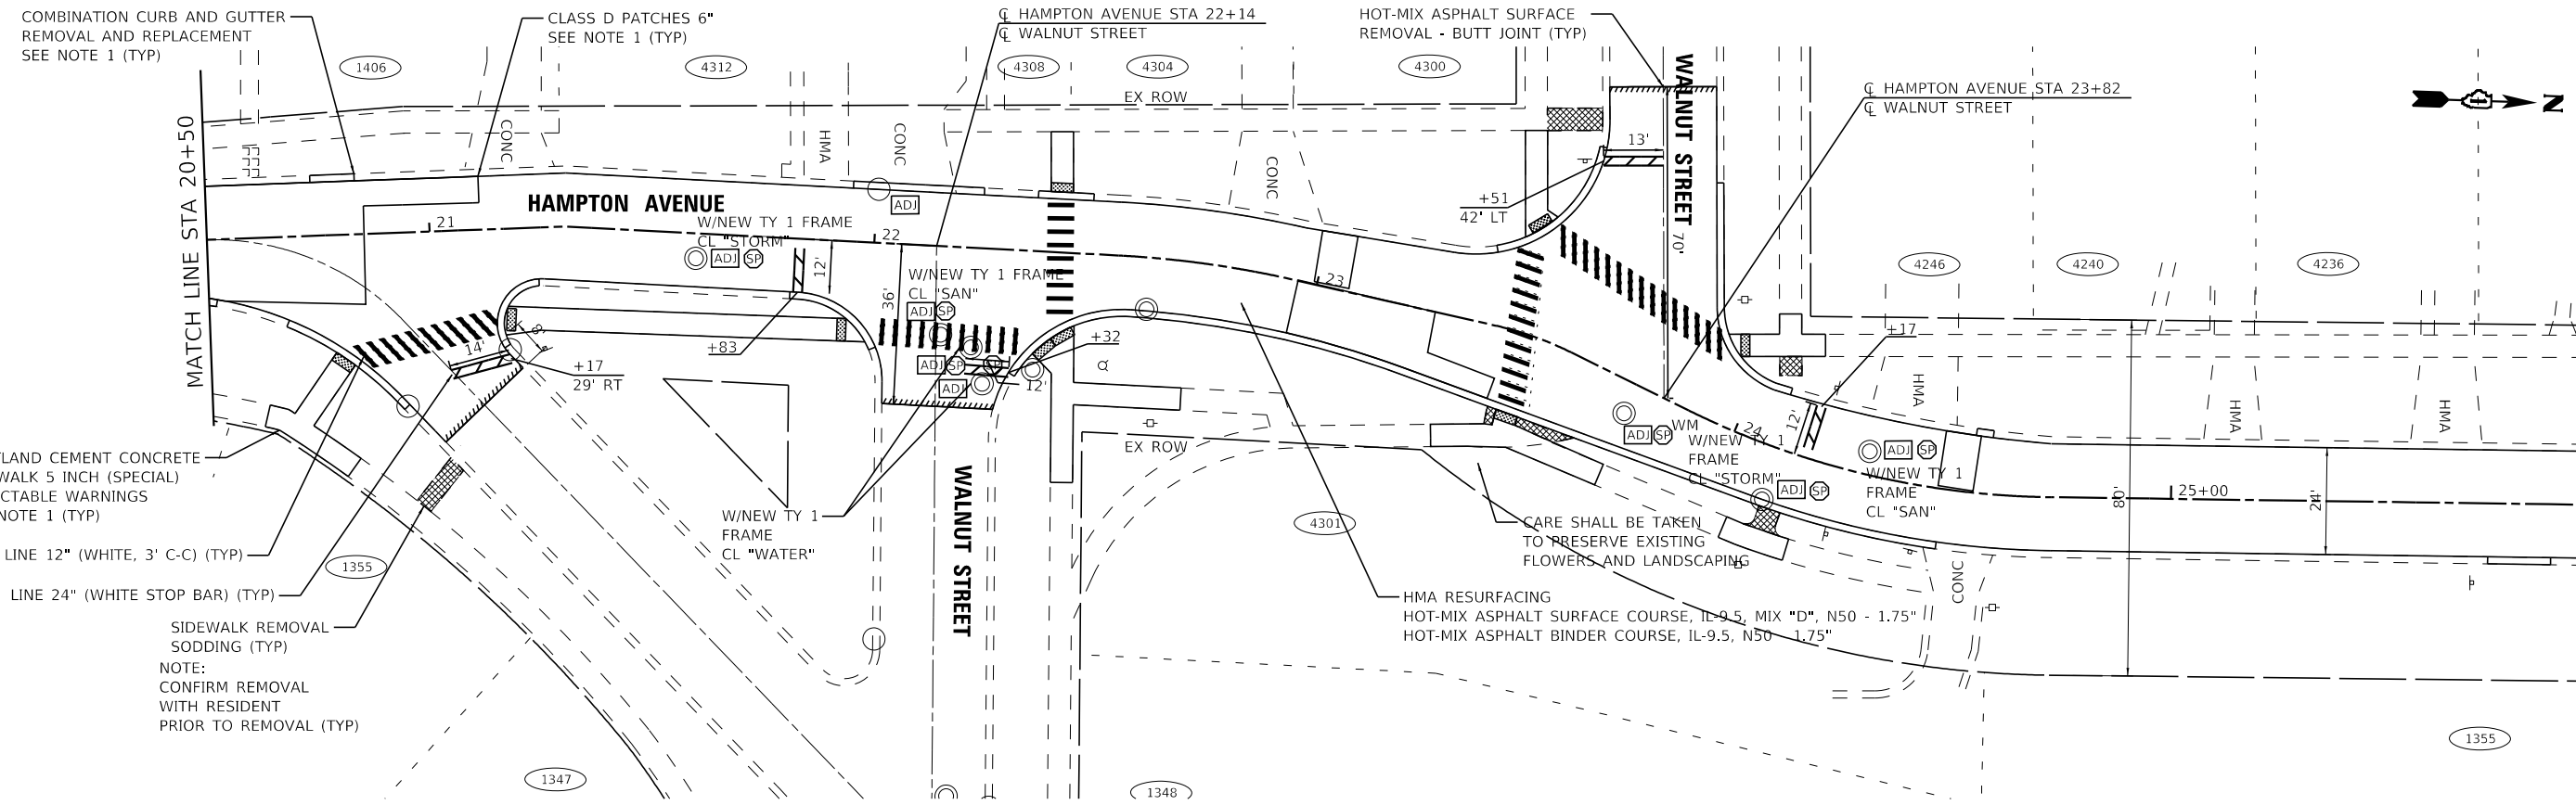 COMBINATION CURB AND GUTTER
REMOVAL AND REPLACEMENT
SEE NOTE 1 (TYP)
CLASS D PATCHES 6"
SEE NOTE 1 (TYP)
℄ HAMPTON AVENUE STA 22+14
℄ WALNUT STREET
HOT-MIX ASPHALT SURFACE
REMOVAL - BUTT JOINT (TYP)
℄ HAMPTON AVENUE STA 23+82
℄ WALNUT STREET
1406
4312
4308
4304
4300
EX ROW
N
MATCH LINE STA 20+50
CONC
HMA
CONC
CONC
WALNUT STREET
13'
70'
+51
42' LT
HAMPTON AVENUE
21
22
23
24
25+00
W/NEW TY 1 FRAME
CL "STORM"
ADJ
ADJ
SP
12'
36'
W/NEW TY 1 FRAME
CL "SAN"
ADJ
SP
ADJ
SP
SP
ADJ
12'
+32
14'
8'
+17
29' RT
+83
4246
4240
4236
+17
12'
HMA
HMA
HMA
EX ROW
WM
ADJ
SP
W/NEW TY 1
FRAME
CL "STORM"
ADJ
SP
ADJ
SP
W/NEW TY 1
FRAME
CL "SAN"
80'
24'
LAND CEMENT CONCRETE
WALK 5 INCH (SPECIAL)
CTABLE WARNINGS
NOTE 1 (TYP)
LINE 12" (WHITE, 3' C-C) (TYP)
LINE 24" (WHITE STOP BAR) (TYP)
SIDEWALK REMOVAL
SODDING (TYP)
NOTE:
CONFIRM REMOVAL
WITH RESIDENT
PRIOR TO REMOVAL (TYP)
1355
W/NEW TY 1
FRAME
CL "WATER"
WALNUT STREET
4301
CARE SHALL BE TAKEN
TO PRESERVE EXISTING
FLOWERS AND LANDSCAPING
HMA RESURFACING
HOT-MIX ASPHALT SURFACE COURSE, IL-9.5, MIX "D", N50 - 1.75"
HOT-MIX ASPHALT BINDER COURSE, IL-9.5, N50 - 1.75"
CONC
1347
1348
1355